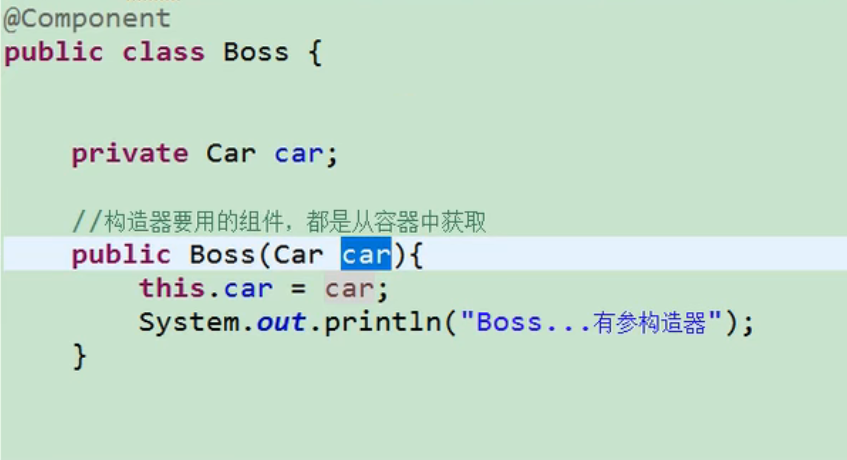 @Component
public class Boss {
private Car car;
//构造器要用的组件，都是从容器中获取
public Boss(Car car){
this.car = car;
System.out.println("Boss...有参构造器");
}